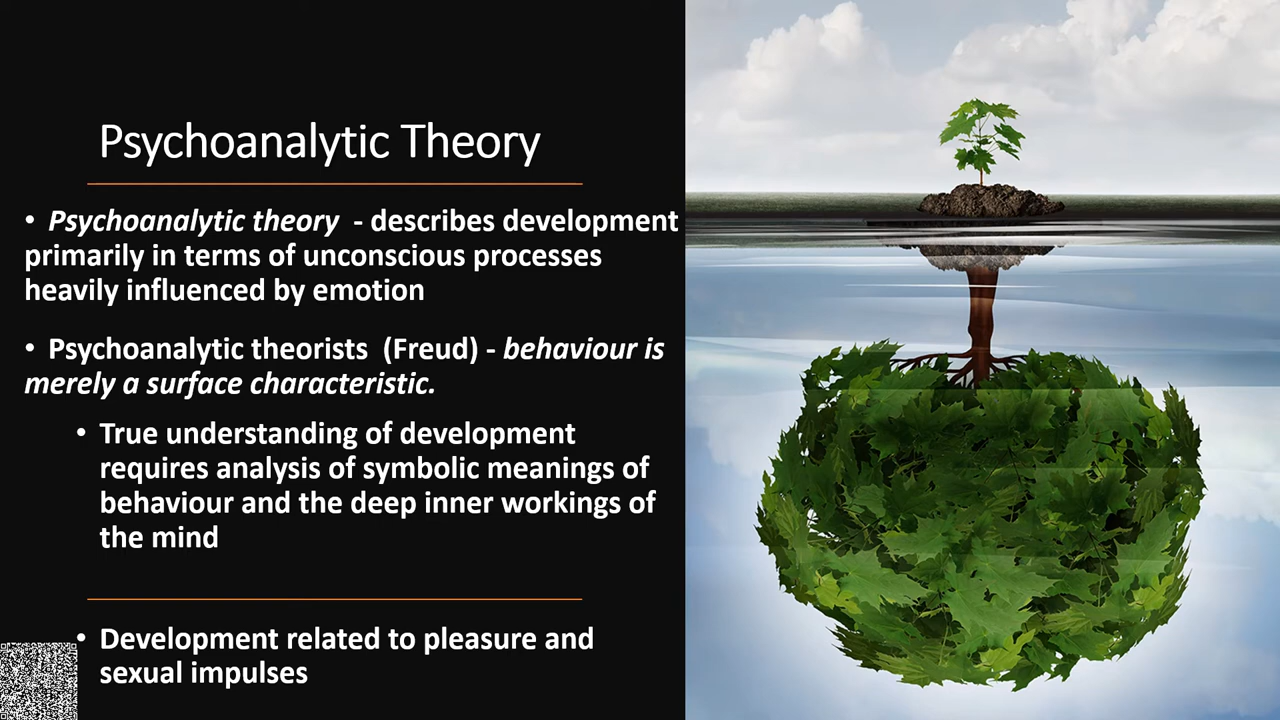 Psychoanalytic Theory
• Psychoanalytic theory - describes development
primarily in terms of unconscious processes
heavily influenced by emotion
• Psychoanalytic theorists (Freud) - behaviour is
merely a surface characteristic.
• True understanding of development
requires analysis of symbolic meanings of
behaviour and the deep inner workings of
the mind
• Development related to pleasure and
sexual impulses